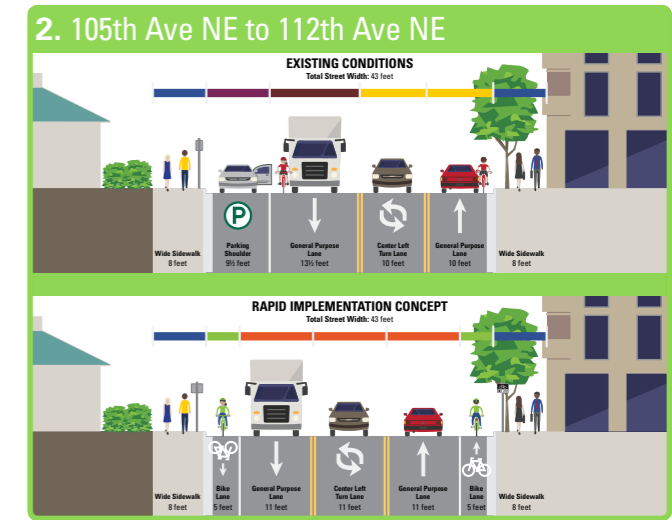 2. 105th Ave NE to 112th Ave NE
EXISTING CONDITIONS
Total Street Width: 43 feet
P
Wide Sidewalk
8 feet
Parking
Shoulder
9½ feet
General Purpose
Lane
13½ feet
Center Left
Turn Lane
10 feet
General Purpose
Lane
10 feet
Wide Sidewalk
8 feet
RAPID IMPLEMENTATION CONCEPT
Total Street Width: 43 feet
Wide Sidewalk
8 feet
Bike
Lane
5 feet
General Purpose
Lane
11 feet
Center Left
Turn Lane
11 feet
General Purpose
Lane
11 feet
Bike
Lane
5 feet
Wide Sidewalk
8 feet